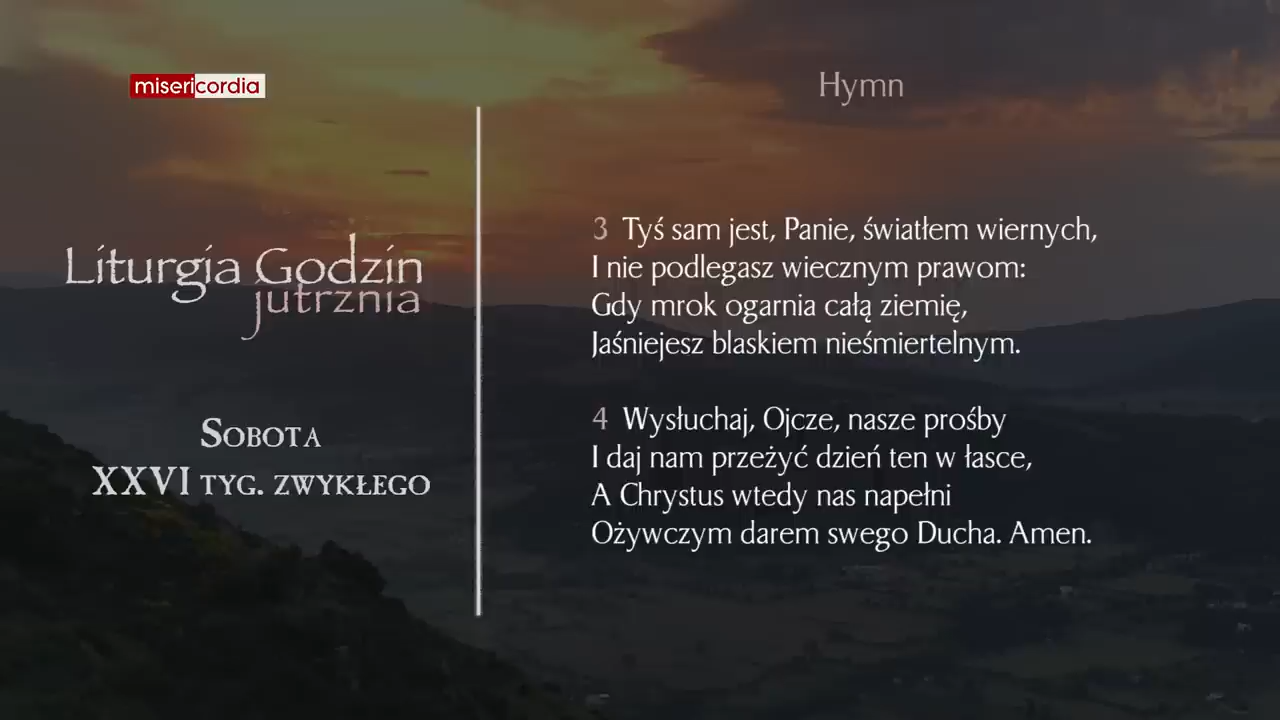 misericordia
Liturgia Godzin
jutrznia
Sobota
XXVI tyg. zwykłego
Hymn
3 Tyś sam jest, Panie, światłem wiernych,
I nie podlegasz wiecznym prawom:
Gdy mrok ogarnia całą ziemię,
Jaśniejesz blaskiem nieśmiertelnym.
4 Wysłuchaj, Ojcze, nasze prośby
I daj nam przeżyć dzień ten w łasce,
A Chrystus wtedy nas napełni
Ożywczym darem swego Ducha. Amen.